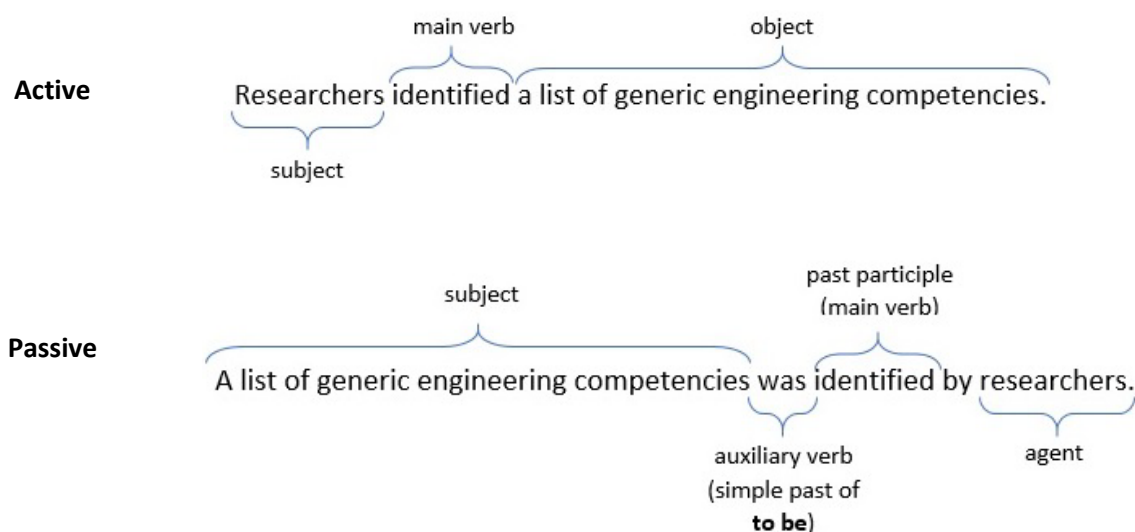 main verb
object
Active
Researchers identified a list of generic engineering competencies.
subject
past participle
(main verb)
subject
Passive
A list of generic engineering competencies was identified by researchers.
auxiliary verb
(simple past of
to be)
agent